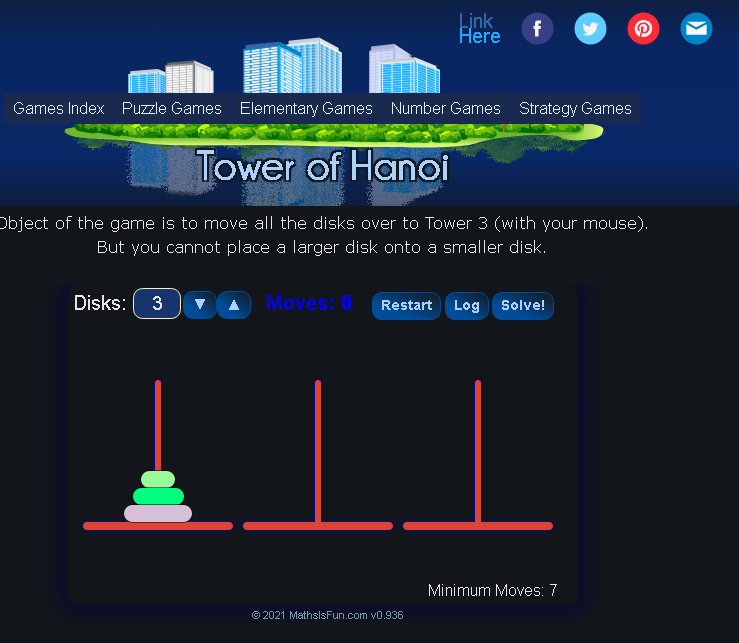 Link
Here
Games Index Puzzle Games Elementary Games Number Games Strategy Games
Tower of Hanoi
Object of the game is to move all the disks over to Tower 3 (with your mouse).
But you cannot place a larger disk onto a smaller disk.
Disks: 3 ▼ ▲ Moves: 0 Restart Log Solve!
Minimum Moves: 7
© 2021 MathsIsFun.com v0.936